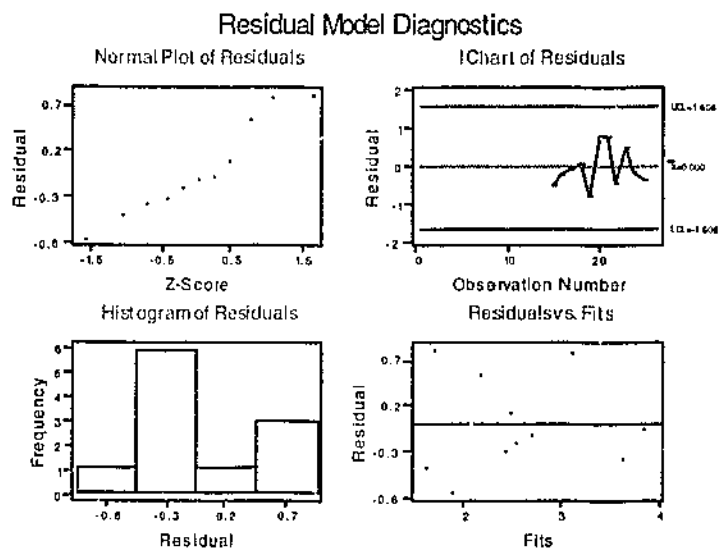 Residual Model Diagnostics
Normal Plot of Residuals
I Chart of Residuals
Residual
0.7
0.2
-0.3
-0.8
-1.5
-0.5
0.5
1.5
Z-Score
Residual
2
1
0
-1
-2
0
10
20
Observation Number
Histogram of Residuals
Residuals vs. Fits
Frequency
6
5
4
3
2
1
0
-0.8
-0.3
0.2
0.7
Residual
Residual
0.7
0.2
-0.3
-0.8
2
3
4
Fits